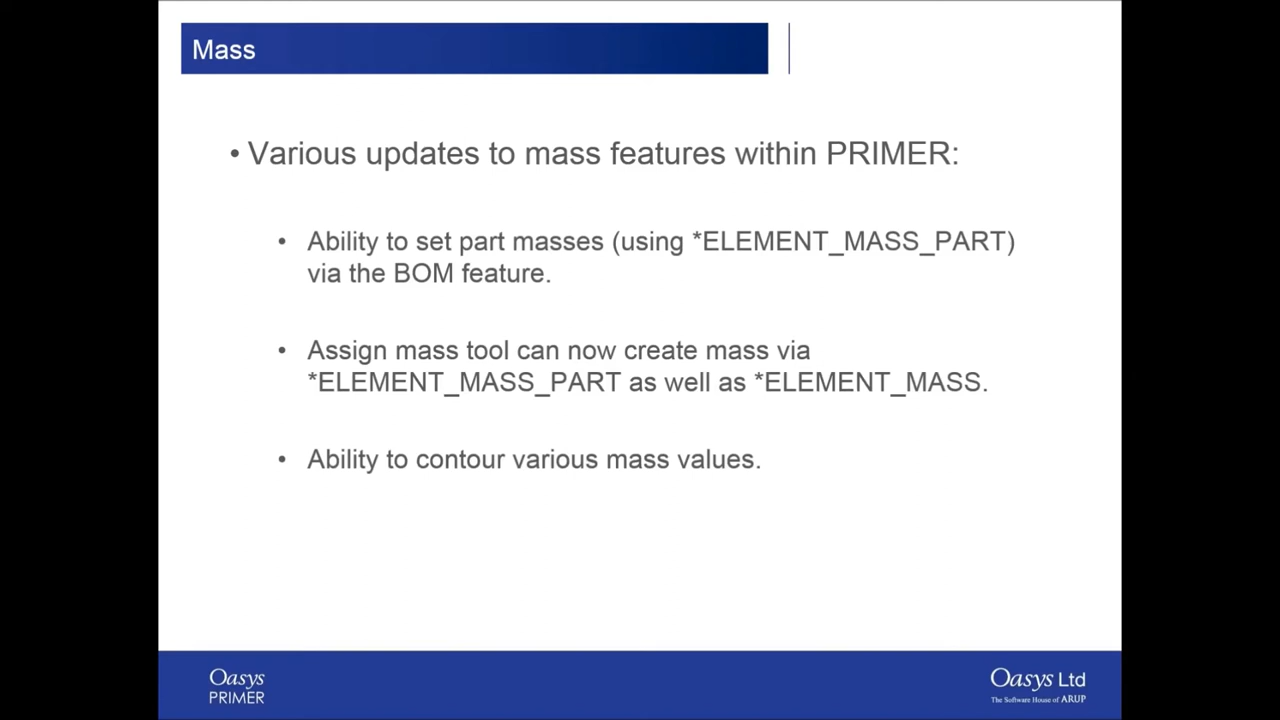 Mass
• Various updates to mass features within PRIMER:
• Ability to set part masses (using *ELEMENT_MASS_PART)
via the BOM feature.
• Assign mass tool can now create mass via
*ELEMENT_MASS_PART as well as *ELEMENT_MASS.
• Ability to contour various mass values.
Oasys
PRIMER
Oasys Ltd
The Software House of ARUP